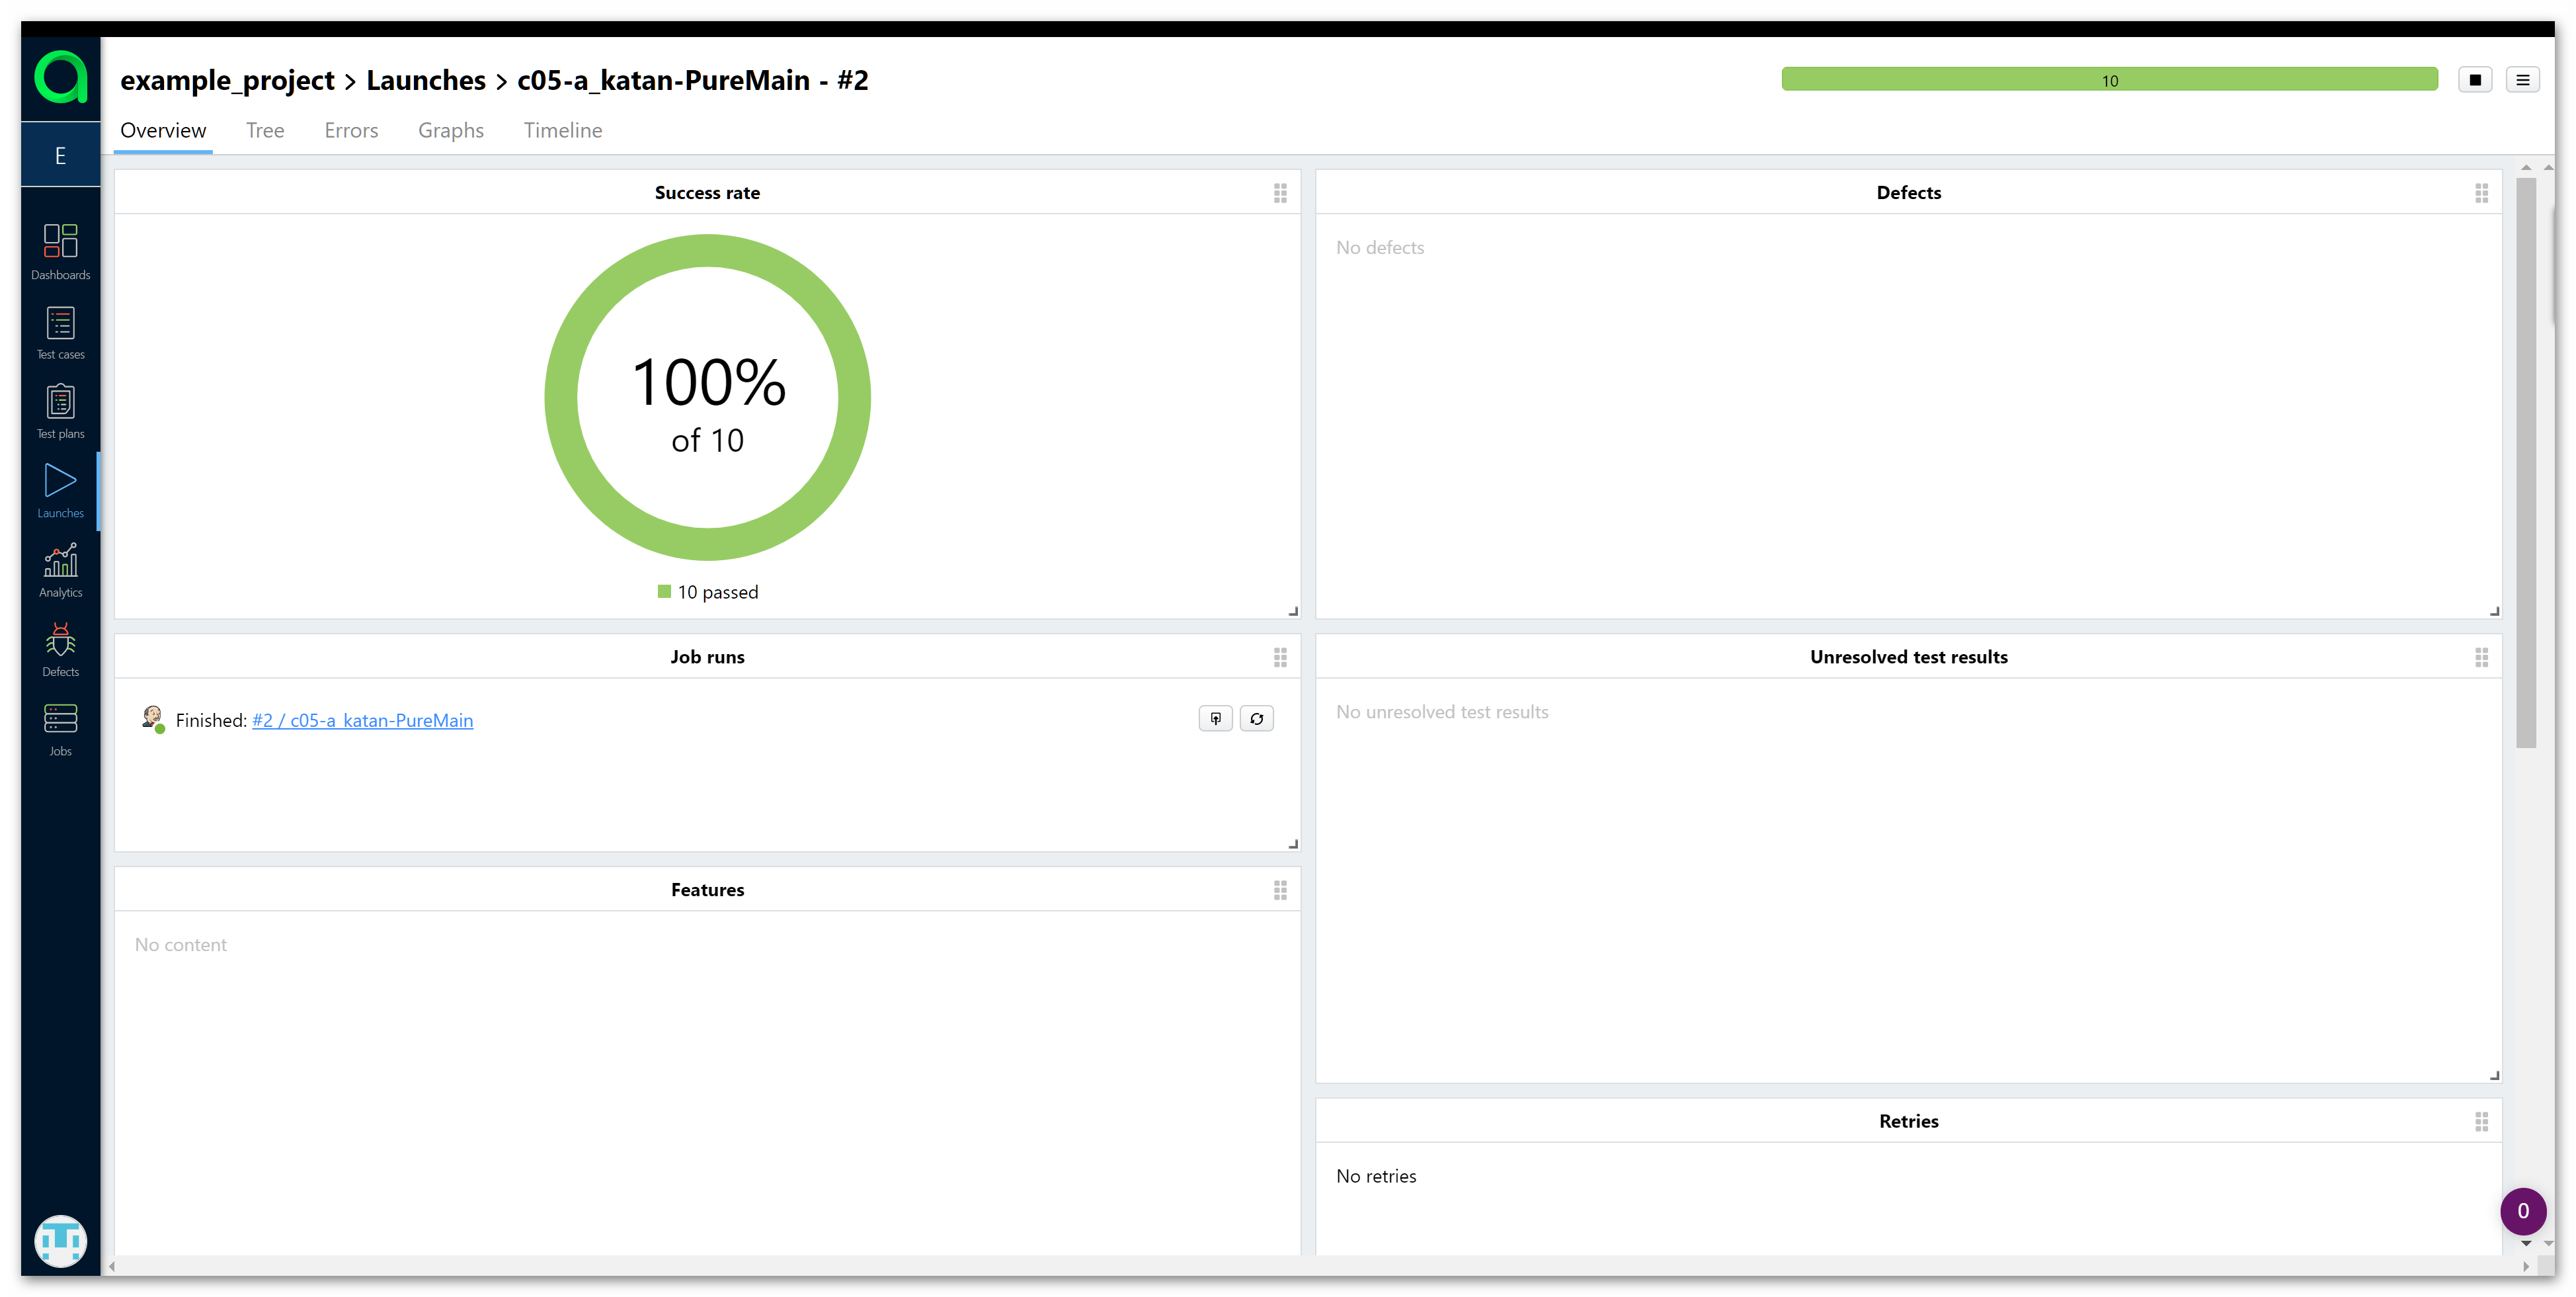 example_project > Launches > c05-a_katan-PureMain - #2
10
Overview Tree Errors Graphs Timeline
E
Dashboards
Test cases
Test plans
Launches
Analytics
Defects
Jobs
Success rate
100%
of 10
10 passed
Defects
No defects
Job runs
Finished: #2 / c05-a_katan-PureMain
Unresolved test results
No unresolved test results
Features
No content
Retries
No retries
0